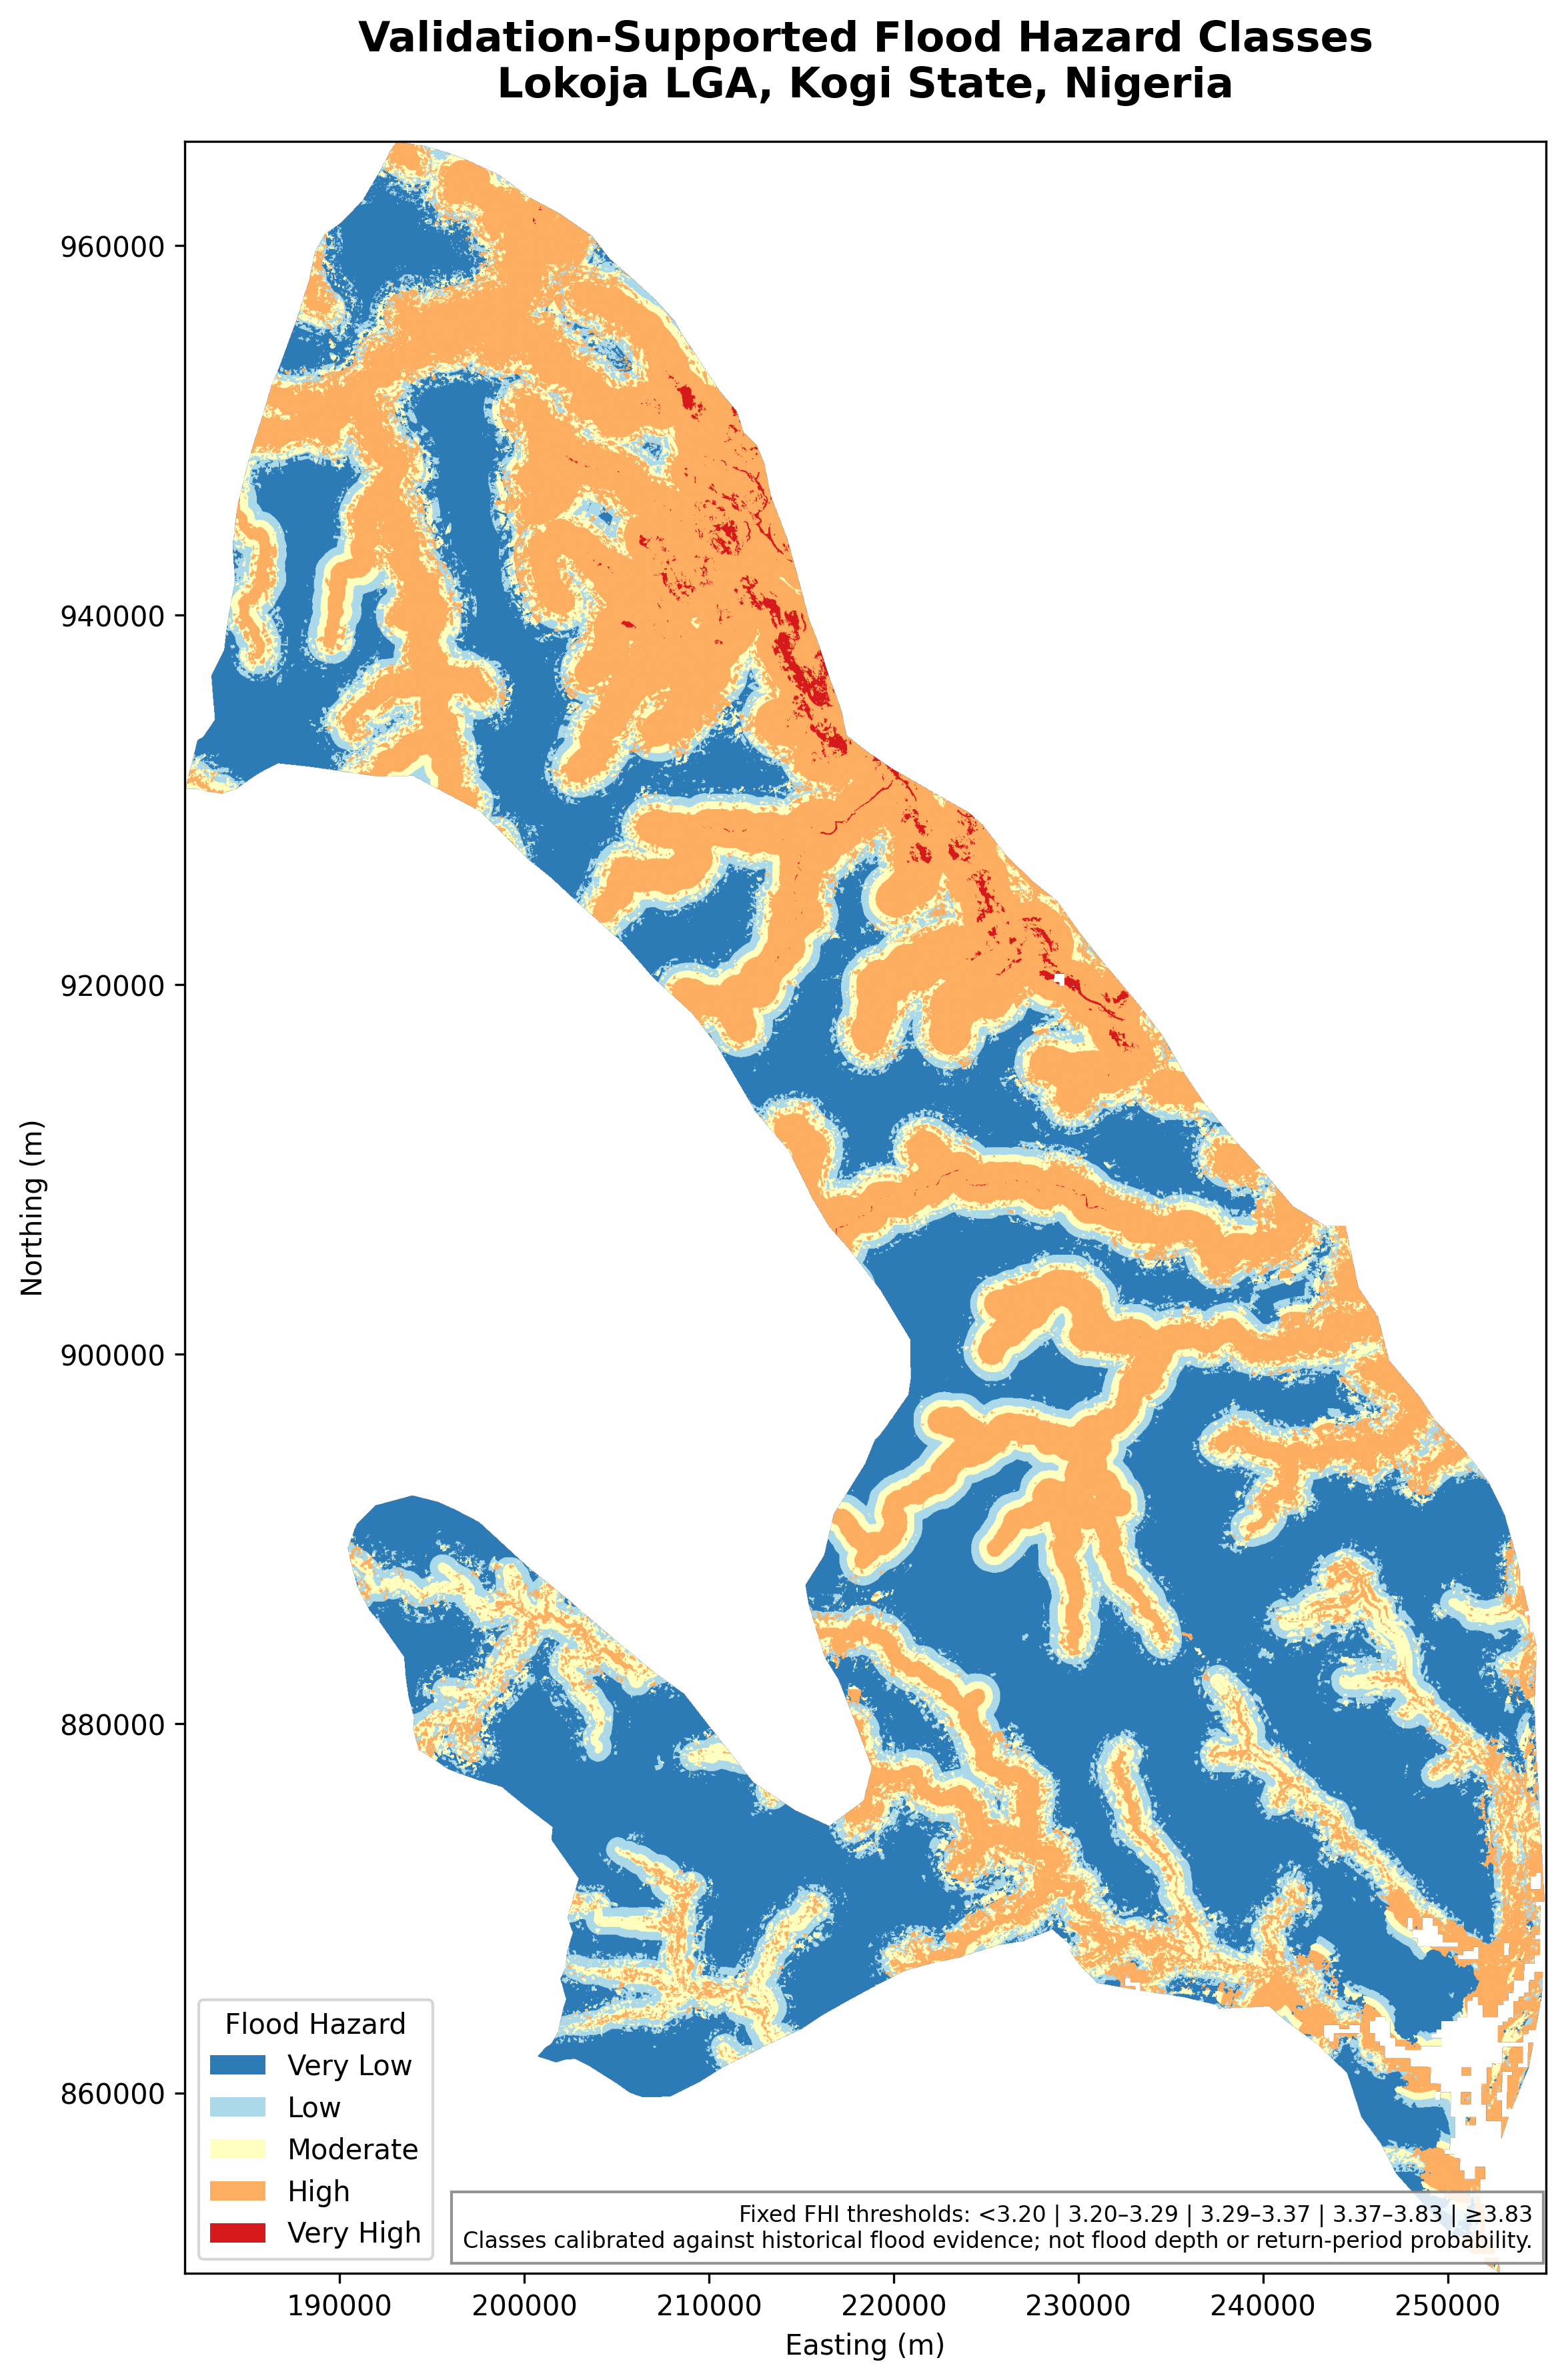 Validation-Supported Flood Hazard Classes
Lokoja LGA, Kogi State, Nigeria
960000
940000
920000
900000
880000
860000
Northing (m)
Flood Hazard
Very Low
Low
Moderate
High
Very High
Fixed FHI thresholds: <3.20 | 3.20–3.29 | 3.29–3.37 | 3.37–3.83 | ≥3.83
Classes calibrated against historical flood evidence; not flood depth or return-period probability.
190000
200000
210000
220000
230000
240000
250000
Easting (m)